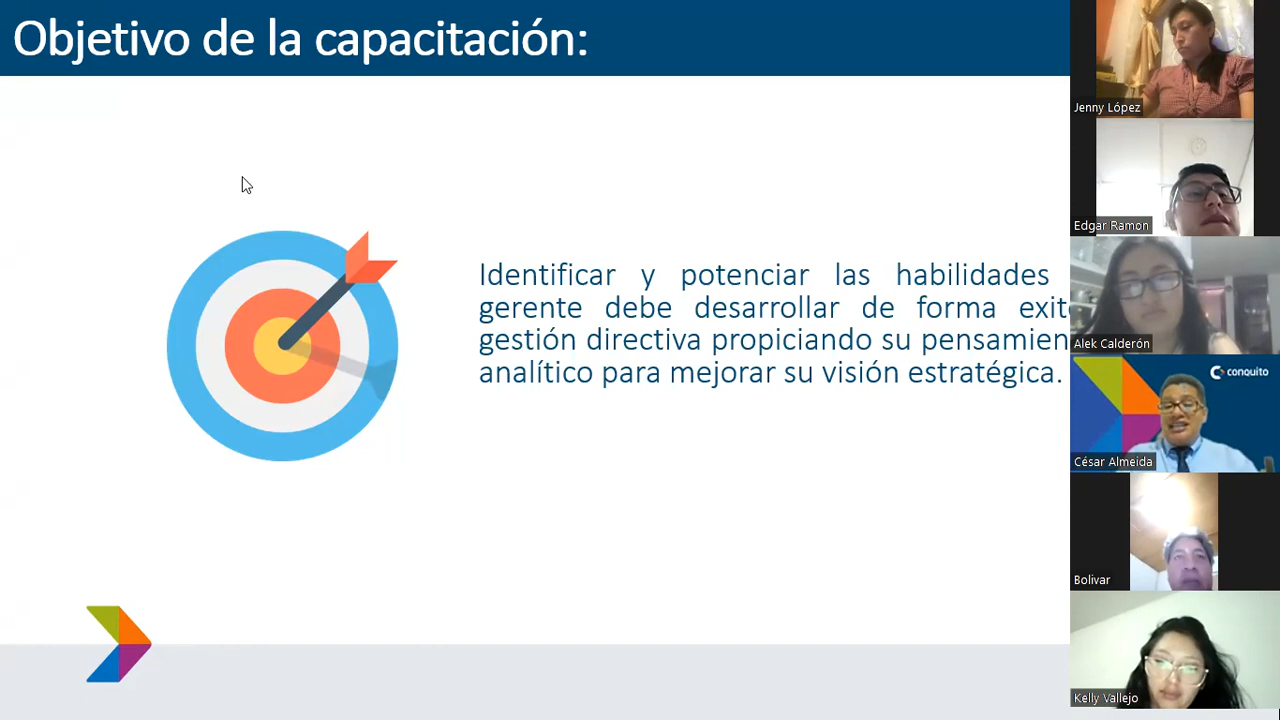 Objetivo de la capacitación:
Identificar y potenciar las habilidades
gerente debe desarrollar de forma
gestión directiva propiciando su
analítico para mejorar su visión estratégica.
Jenny López
Edgar Ramon
Alek Calderón
conquito
César Almeida
Bolivar
Kelly Vallejo